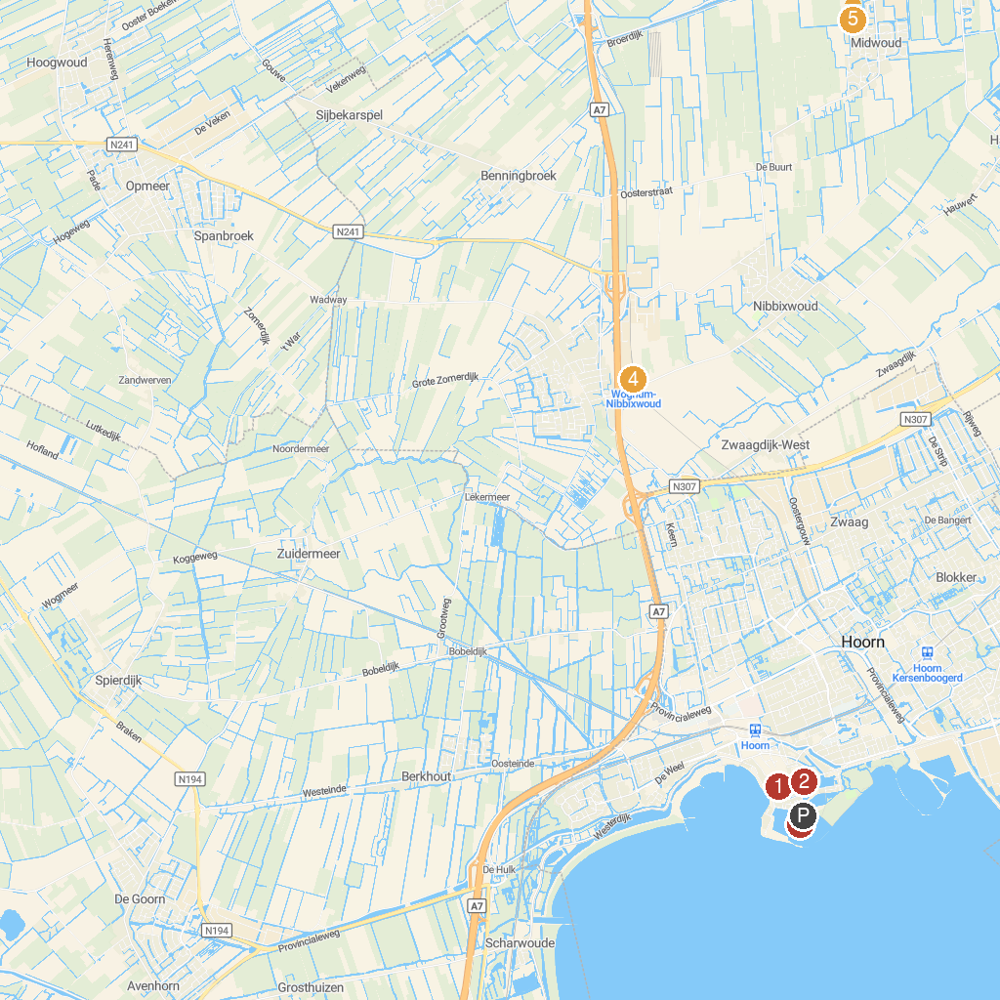 Ooster Boekelerweg
5
Midwoud
Broerdijk
Herenweg
Hoogwoud
Gouwe
Vekenweg
A7
Sijbekarspel
De Veken
N241
H
De Buurt
Benningbroek
Pade
Opmeer
Oosterstraat
Hauwert
Hogeweg
Spanbroek
N241
Wadway
Nibbixwoud
Zomerdijk
't War
Zwaagdijk
Zandwerven
Grote Zomerdijk
4
Wognum-
Nibbixwoud
N307
Rijweg
Lutkedijk
Zwaagdijk-West
Hofland
Noordermeer
De Strip
N307
Lekermeer
Oostergouw
Zwaag
De Bangert
Keern
Koggeweg
Zuidermeer
Blokker
Wogmeer
Grootweg
A7
Hoorn
Bobeldijk
Hoorn
Kersenboogerd
Bobeldijk
Spierdijk
Provincialeweg
Provincialeweg
Braken
Hoorn
Oosteinde
De Weel
N194
Berkhout
1
2
Westeinde
P
Westerdijk
De Hulk
De Goorn
A7
N194
Provincialeweg
Scharwoude
Avenhorn
Grosthuizen